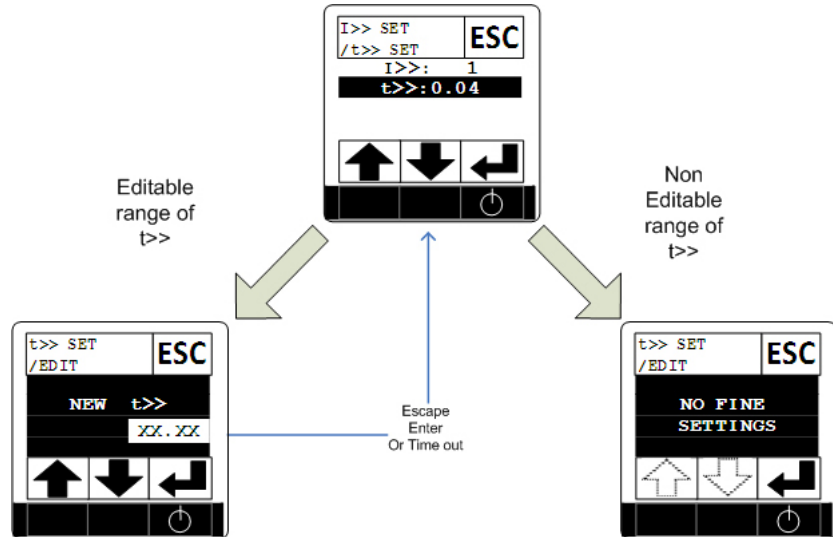 I>> SET
/t>> SET
ESC
I>>: 1
t>>:0.04
Editable
range of
t>>
Non
Editable
range of
t>>
t>> SET
/EDIT
ESC
NEW t>>
XX.XX
Escape
Enter
Or Time out
t>> SET
/EDIT
ESC
NO FINE
SETTINGS